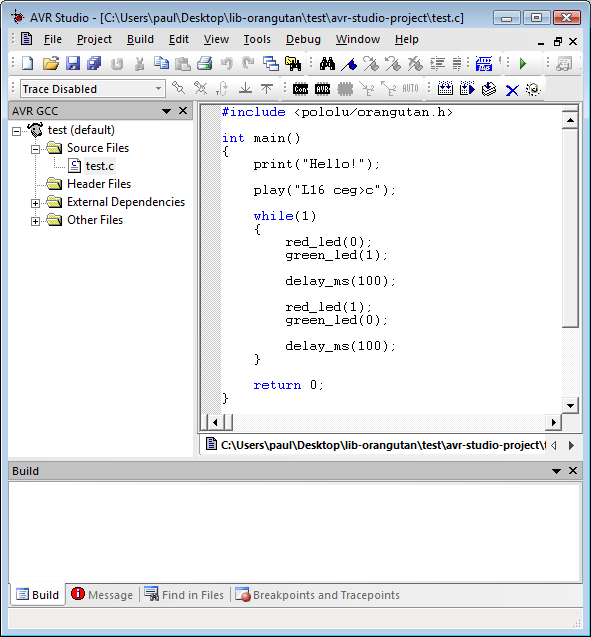 AVR Studio - [C:\Users\paul\Desktop\lib-orangutan\test\avr-studio-project\test.c]
File Project Build Edit View Tools Debug Window Help
Trace Disabled
Con AVR AUTO
AVR GCC
test (default)
Source Files
test.c
Header Files
External Dependencies
Other Files
#include <pololu/orangutan.h>
int main()
{
print("Hello!");
play("L16 ceg>c");
while(1)
{
red_led(0);
green_led(1);
delay_ms(100);
red_led(1);
green_led(0);
delay_ms(100);
}
return 0;
}
C:\Users\paul\Desktop\lib-orangutan\test\avr-studio-project\
Build
Build Message Find in Files Breakpoints and Tracepoints